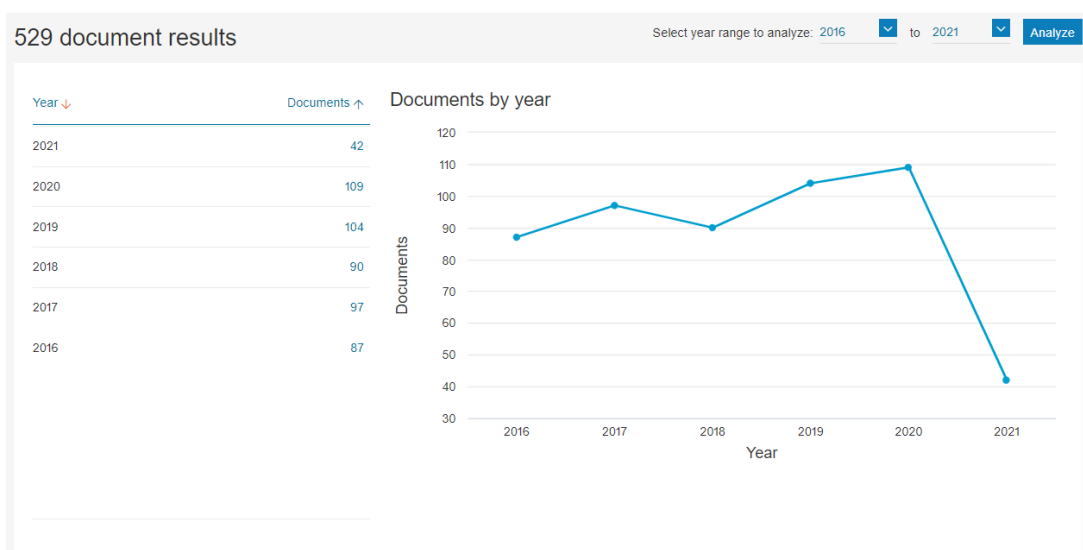 529 document results
Select year range to analyze: 2016 to 2021 Analyze
Year Documents
2021 42
2020 109
2019 104
2018 90
2017 97
2016 87
Documents by year
120
110
100
90
80
70
60
50
40
30
Documents
2016 2017 2018 2019 2020 2021
Year